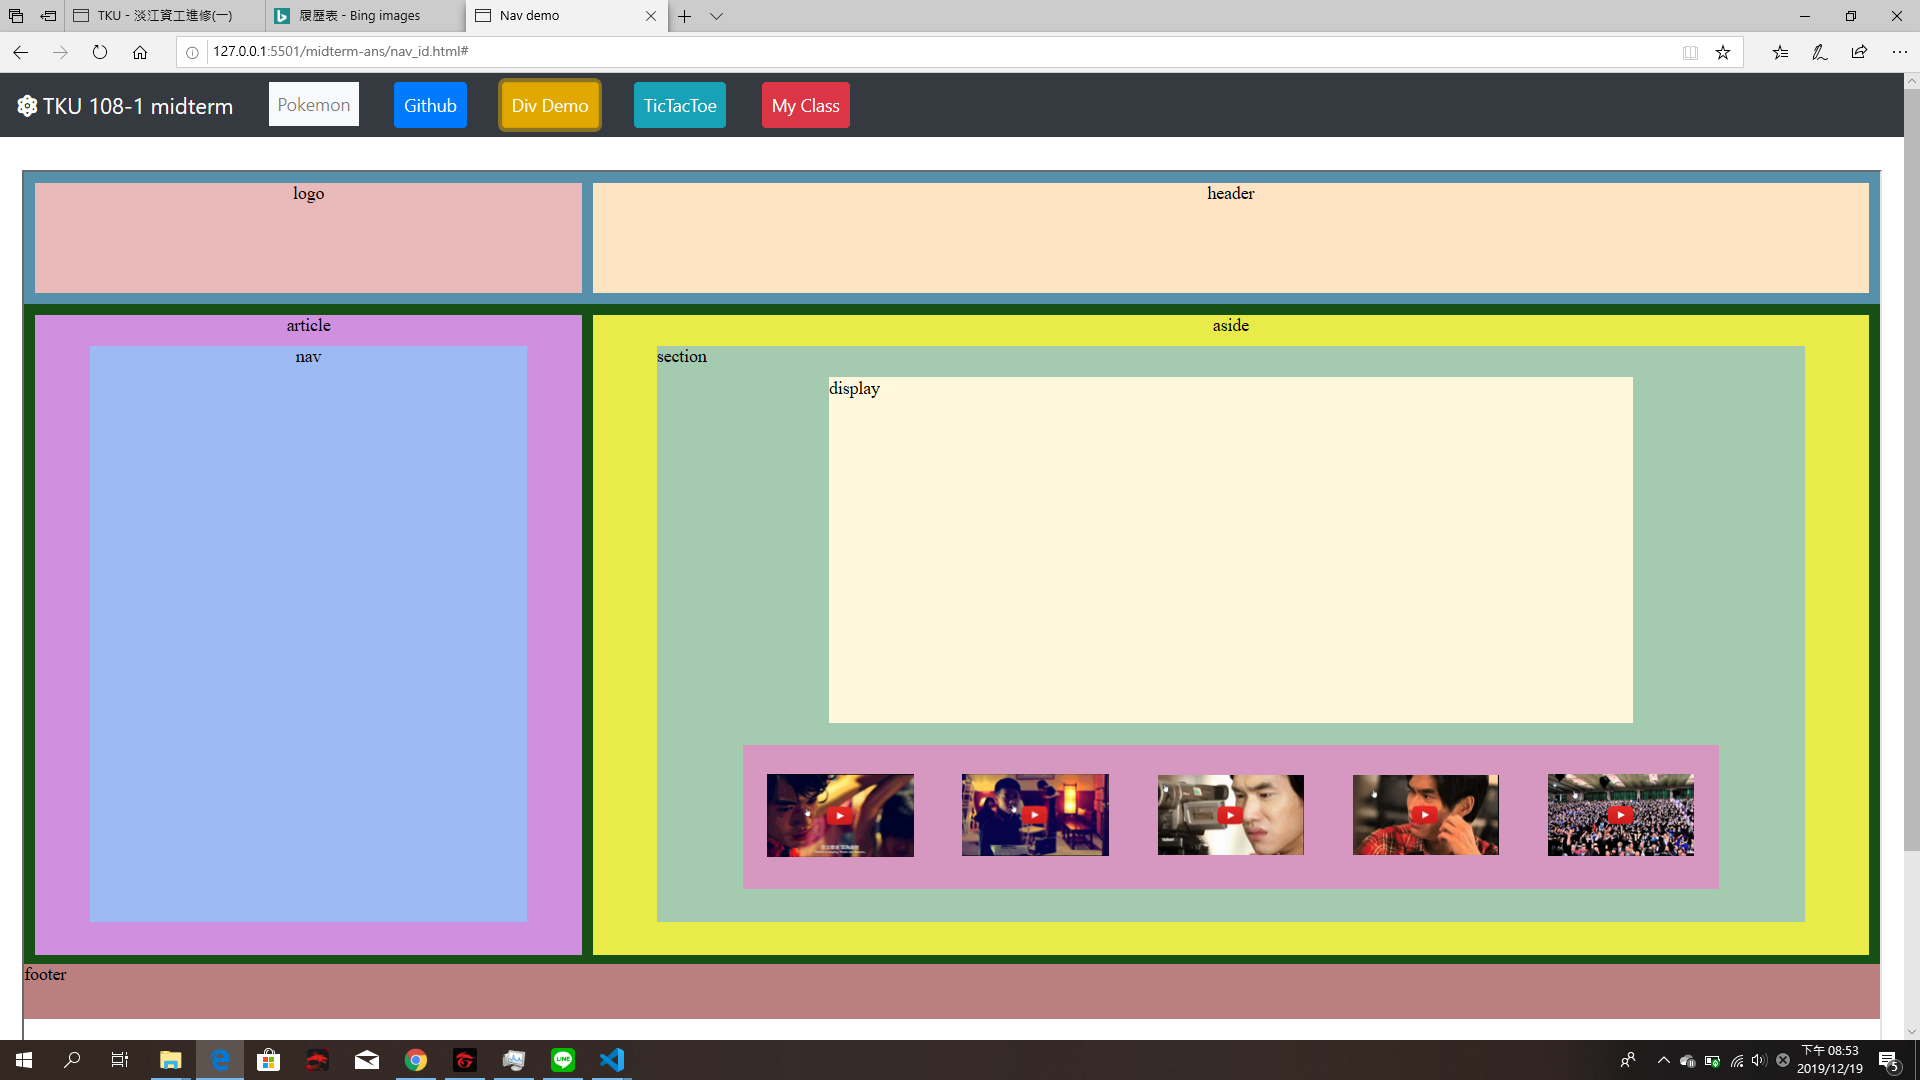 TKU - 淡江資工進修(一)
履歷表 - Bing images
Nav demo
127.0.0.1:5501/midterm-ans/nav_id.html#
TKU 108-1 midterm
Pokemon
Github
Div Demo
TicTacToe
My Class
logo
header
article
aside
nav
section
display
footer
LINE
下午 08:53
2019/12/19
5